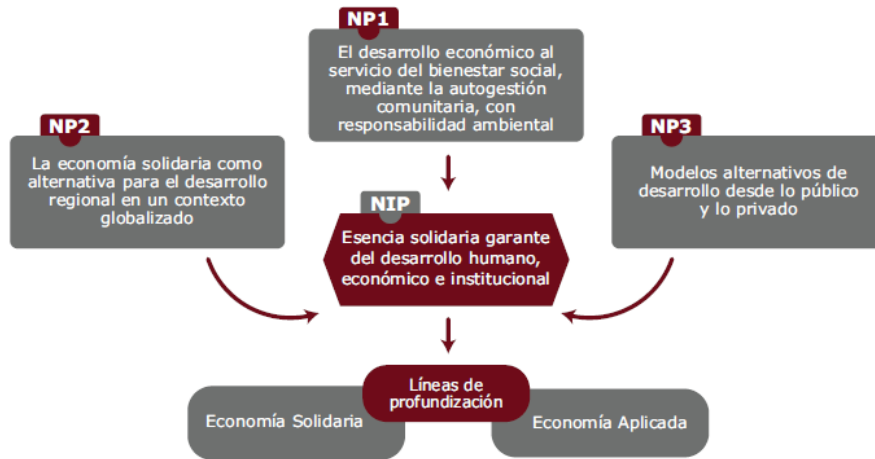 NP1
El desarrollo económico al
servicio del bienestar social,
mediante la autogestión
comunitaria, con
responsabilidad ambiental
NP2
La economía solidaria como
alternativa para el desarrollo
regional en un contexto
globalizado
NP3
Modelos alternativos de
desarrollo desde lo público
y lo privado
NIP
Esencia solidaria garante
del desarrollo humano,
económico e institucional
Líneas de
profundización
Economía Solidaria
Economía Aplicada